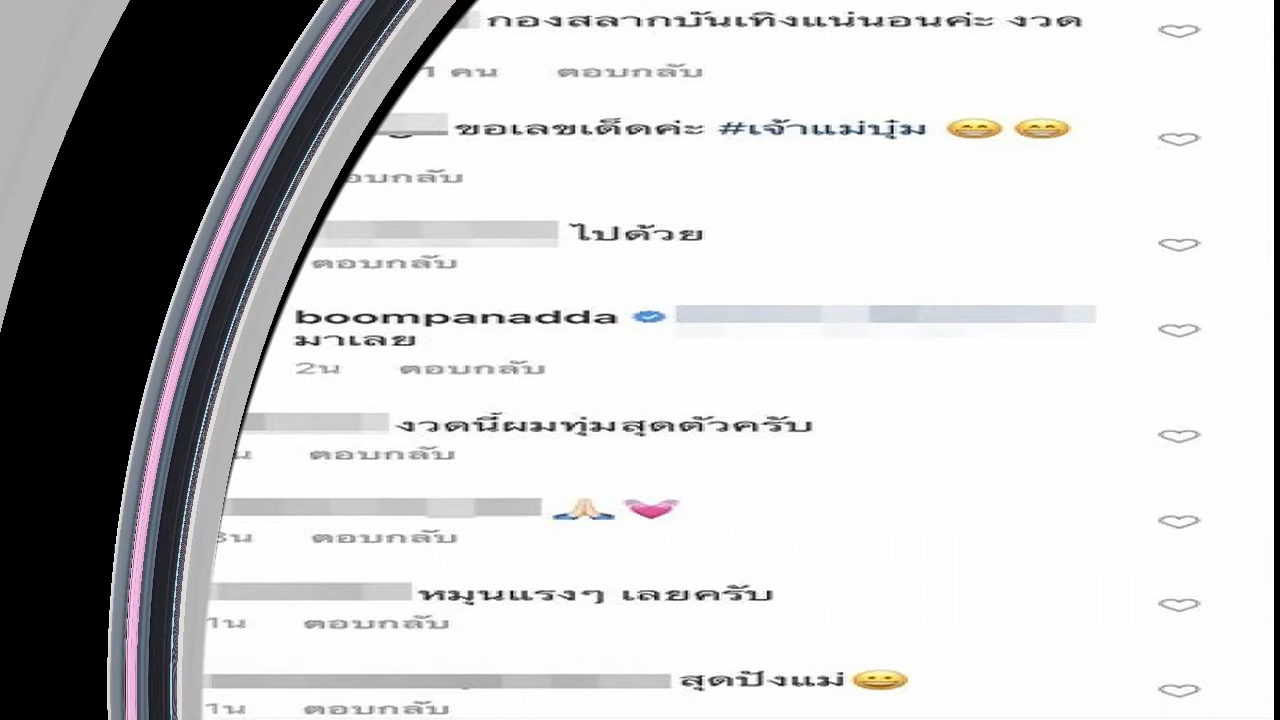 กองสลากบันเทิงแน่นอนค่ะ งวด
1 คน ตอบกลับ
ขอเลขเด็ดค่ะ #เจ้าแม่บุ๋ม 😁 😁
อบกลับ
ไปด้วย
ตอบกลับ
boompanadda
มาเลย
2น ตอบกลับ
งวดนี้ผมทุ่มสุดตัวครับ
น ตอบกลับ
🙏🏻 💓
3น ตอบกลับ
หมุนแรงๆ เลยครับ
1น ตอบกลับ
สุดปังแม่😀
1น ตอบกลับ